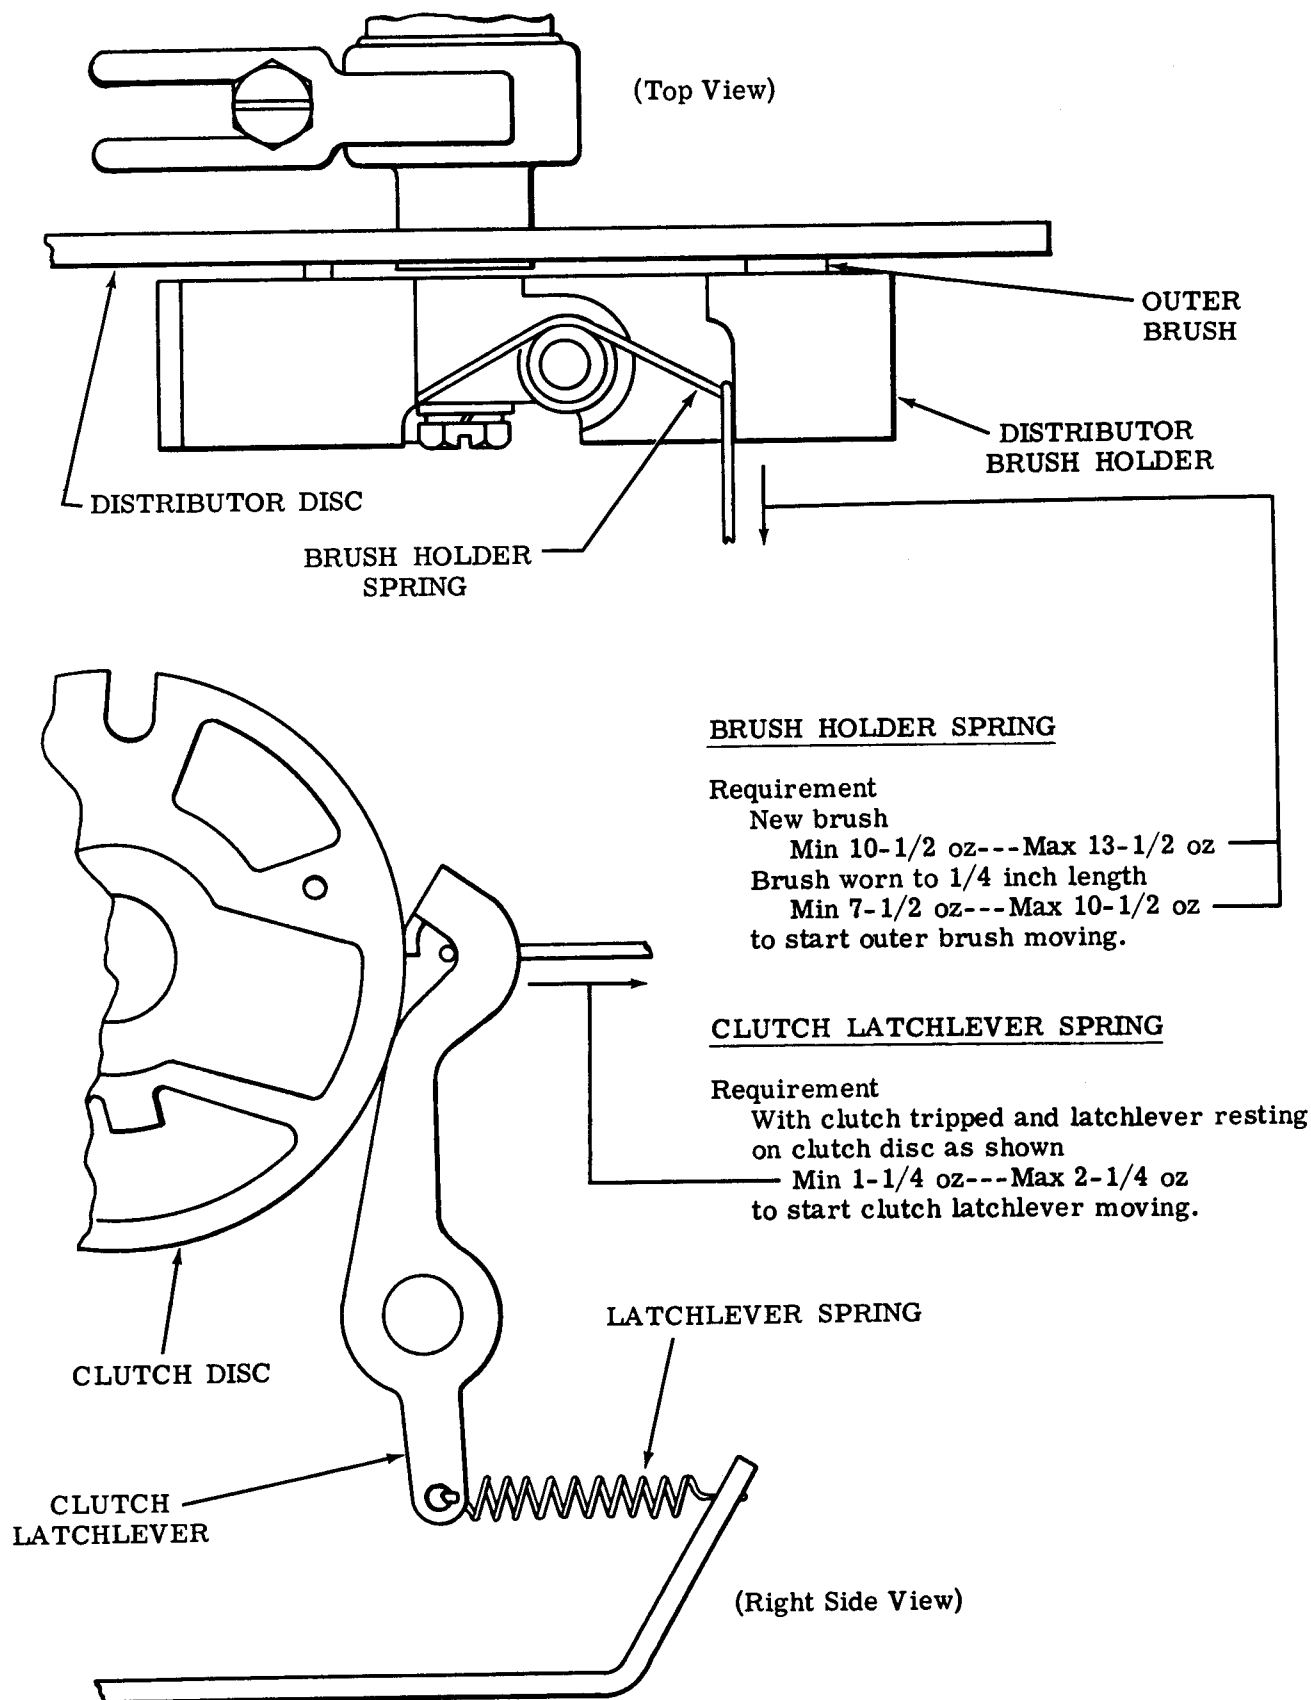 (Top View)
OUTER
BRUSH
DISTRIBUTOR
BRUSH HOLDER
DISTRIBUTOR DISC
BRUSH HOLDER
SPRING
BRUSH HOLDER SPRING
Requirement
New brush
Min 10-1/2 oz---Max 13-1/2 oz
Brush worn to 1/4 inch length
Min 7-1/2 oz---Max 10-1/2 oz
to start outer brush moving.
CLUTCH LATCHLEVER SPRING
Requirement
With clutch tripped and latchlever resting
on clutch disc as shown
Min 1-1/4 oz---Max 2-1/4 oz
to start clutch latchlever moving.
LATCHLEVER SPRING
CLUTCH DISC
CLUTCH
LATCHLEVER
(Right Side View)